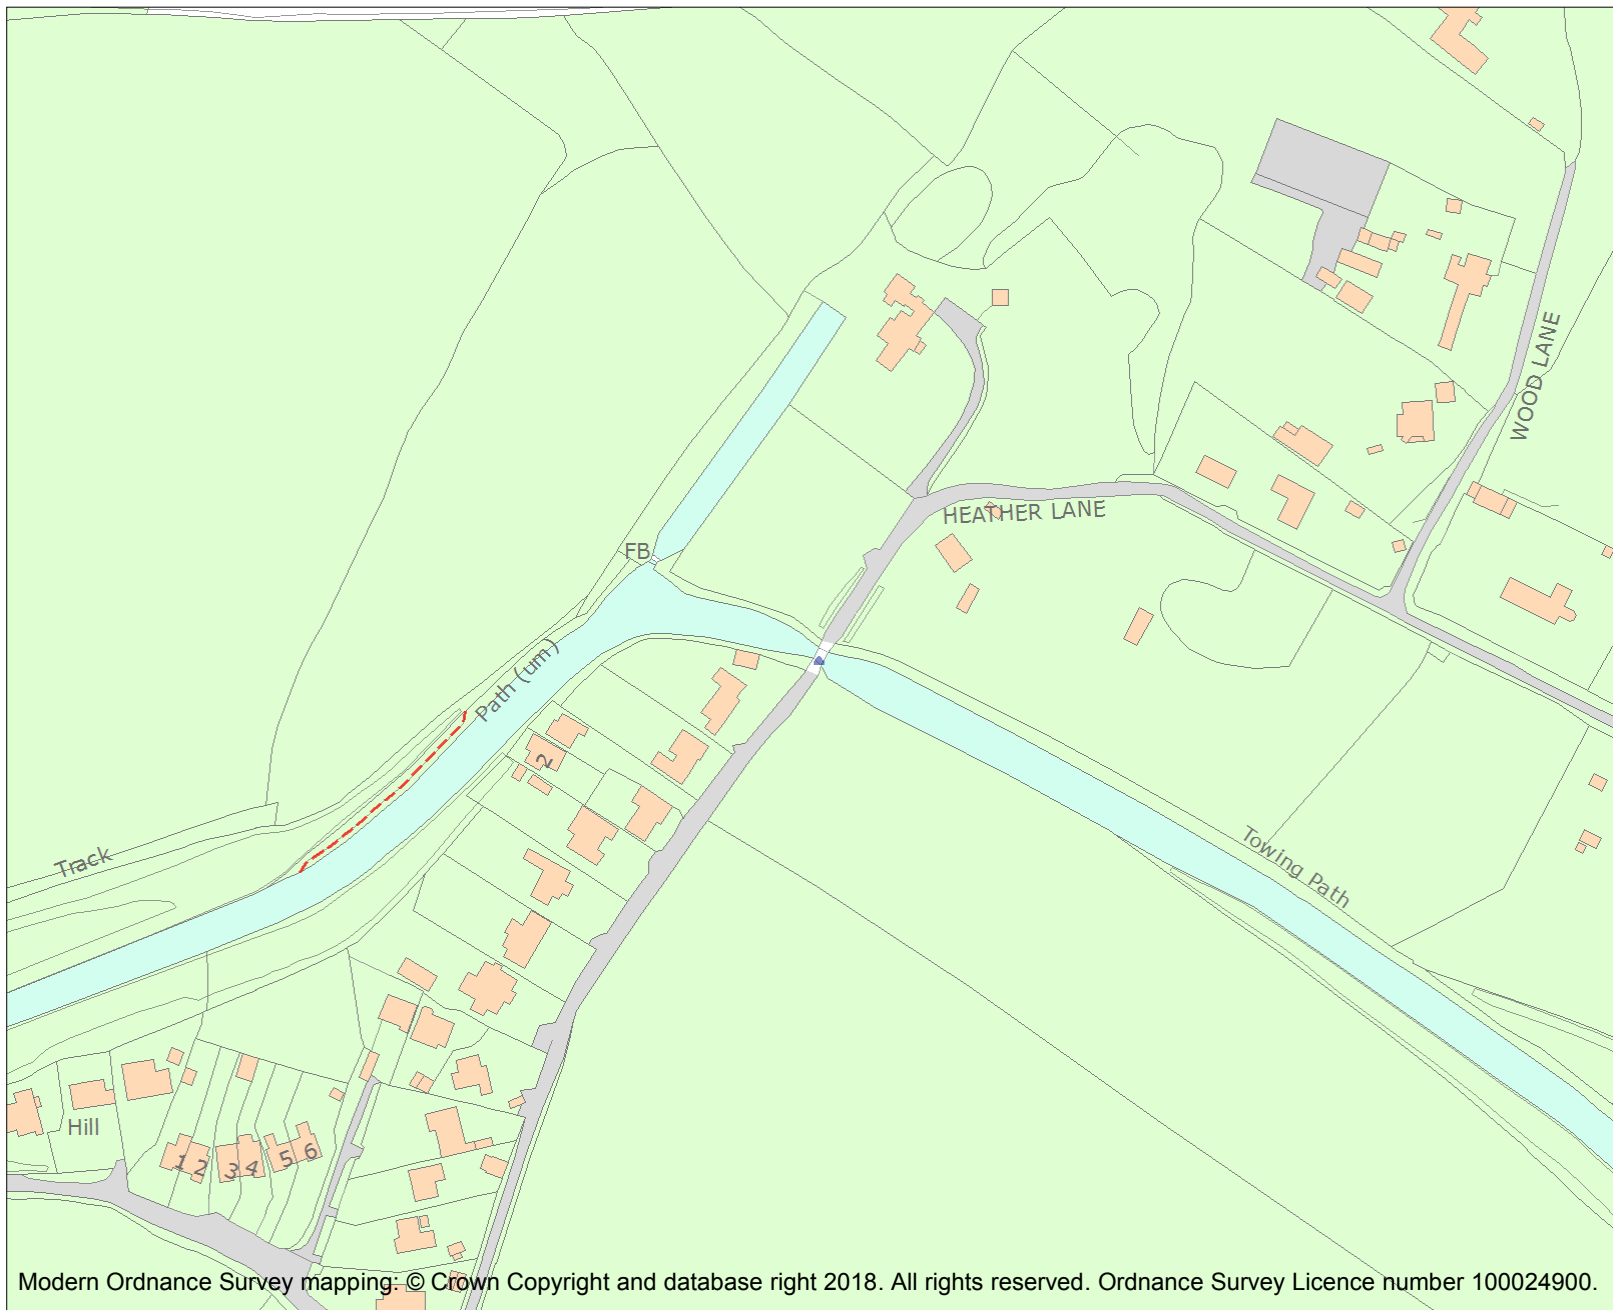 WOOD LANE
HEATHER LANE
FB
Path (um)
2
Towing Path
Track
Hill
1 2 3 4 5 6
Modern Ordnance Survey mapping: © Crown Copyright and database right 2018. All rights reserved. Ordnance Survey Licence number 100024900.